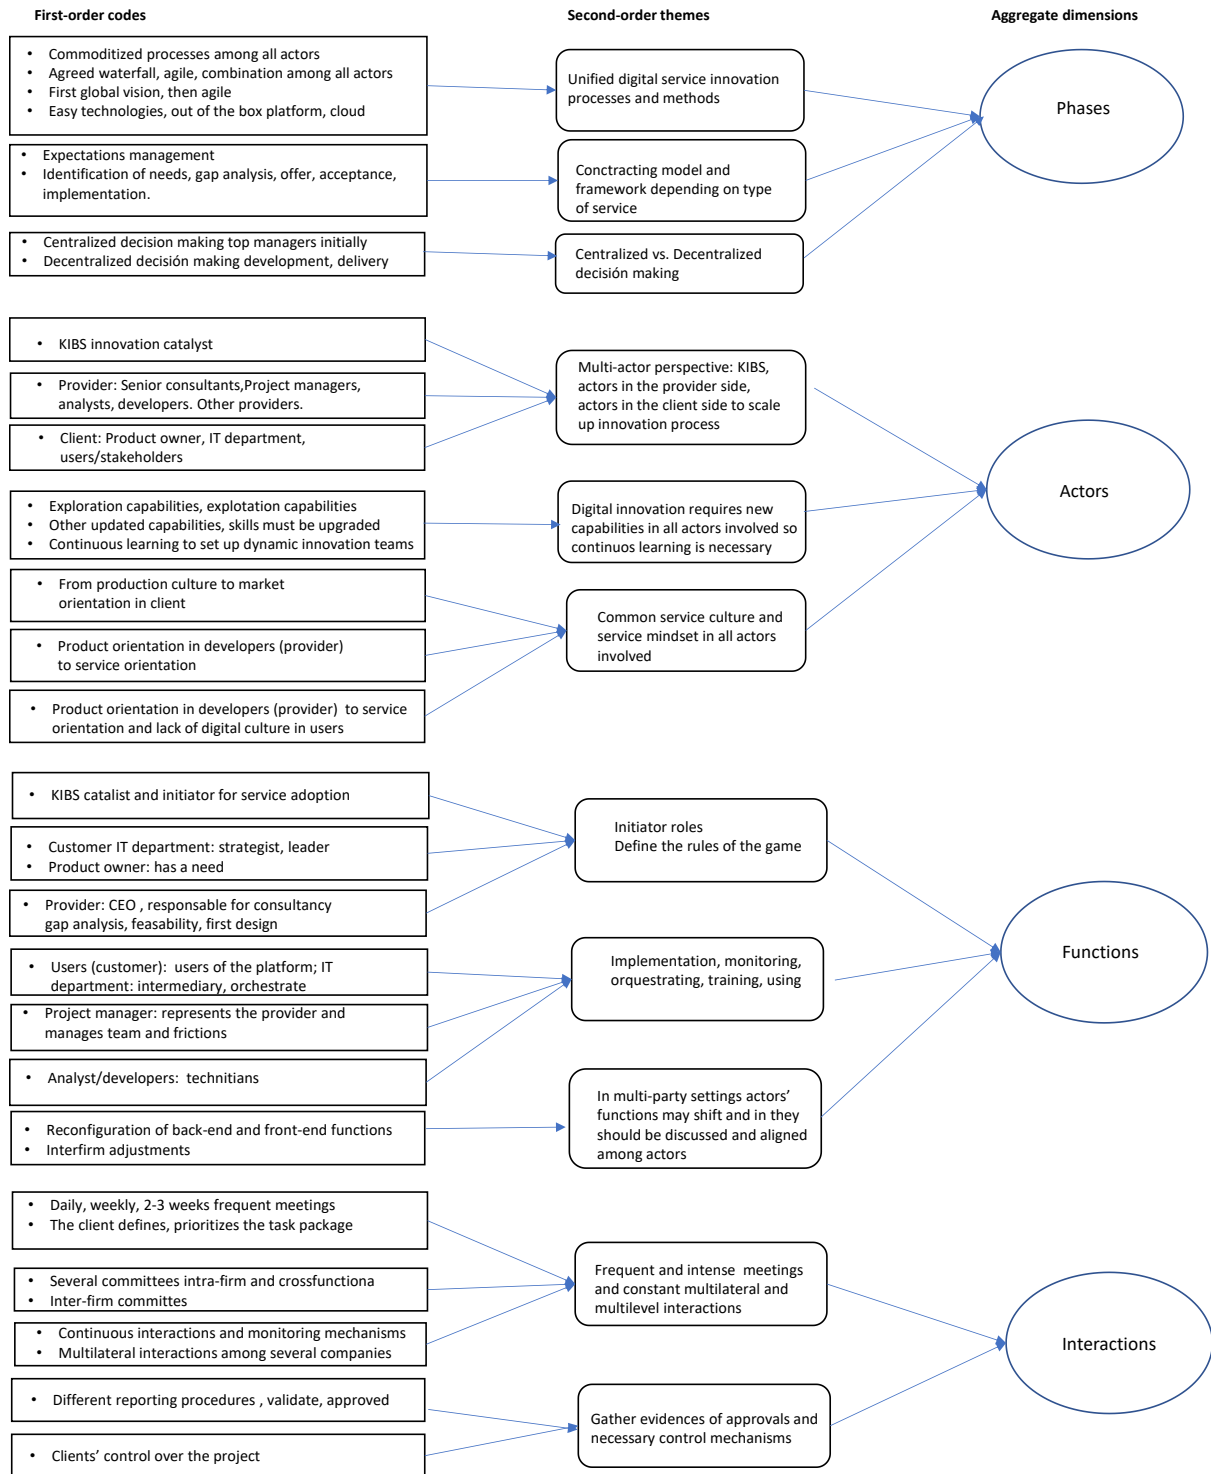 First-order codes
Second-order themes
Aggregate dimensions
• Commoditized processes among all actors
• Agreed waterfall, agile, combination among all actors
• First global vision, then agile
• Easy technologies, out of the box platform, cloud
Unified digital service innovation
processes and methods
Phases
• Expectations management
• Identification of needs, gap analysis, offer, acceptance,
implementation.
Conctracting model and
framework depending on type
of service
• Centralized decision making top managers initially
• Decentralized decisión making development, delivery
Centralized vs. Decentralized
decisión making
• KIBS innovation catalyst
• Provider: Senior consultants,Project managers,
analysts, developers. Other providers.
• Client: Product owner, IT department,
users/stakeholders
Multi-actor perspective: KIBS,
actors in the provider side,
actors in the client side to scale
up innovation process
Actors
• Exploration capabilities, explotation capabilities
• Other updated capabilities, skills must be upgraded
• Continuous learning to set up dynamic innovation teams
Digital innovation requires new
capabilities in all actors involved so
continuos learning is necessary
• From production culture to market
orientation in client
• Product orientation in developers (provider)
to service orientation
• Product orientation in developers (provider) to service
orientation and lack of digital culture in users
Common service culture and
service mindset in all actors
involved
• KIBS catalist and initiator for service adoption
• Customer IT department: strategist, leader
• Product owner: has a need
• Provider: CEO , responsable for consultancy
gap analysis, feasability, first design
Initiator roles
Define the rules of the game
Functions
• Users (customer): users of the platform; IT
department: intermediary, orchestrate
• Project manager: represents the provider and
manages team and frictions
• Analyst/developers: technitians
Implementation, monitoring,
orquestrating, training, using
• Reconfiguration of back-end and front-end functions
• Interfirm adjustments
In multi-party settings actors’
functions may shift and in they
should be discussed and aligned
among actors
• Daily, weekly, 2-3 weeks frequent meetings
• The client defines, prioritizes the task package
• Several committees intra-firm and crossfunctiona
• Inter-firm committes
• Continuous interactions and monitoring mechanisms
• Multilateral interactions among several companies
Frequent and intense meetings
and constant multilateral and
multilevel interactions
Interactions
• Different reporting procedures , validate, approved
• Clients’ control over the project
Gather evidences of approvals and
necessary control mechanisms